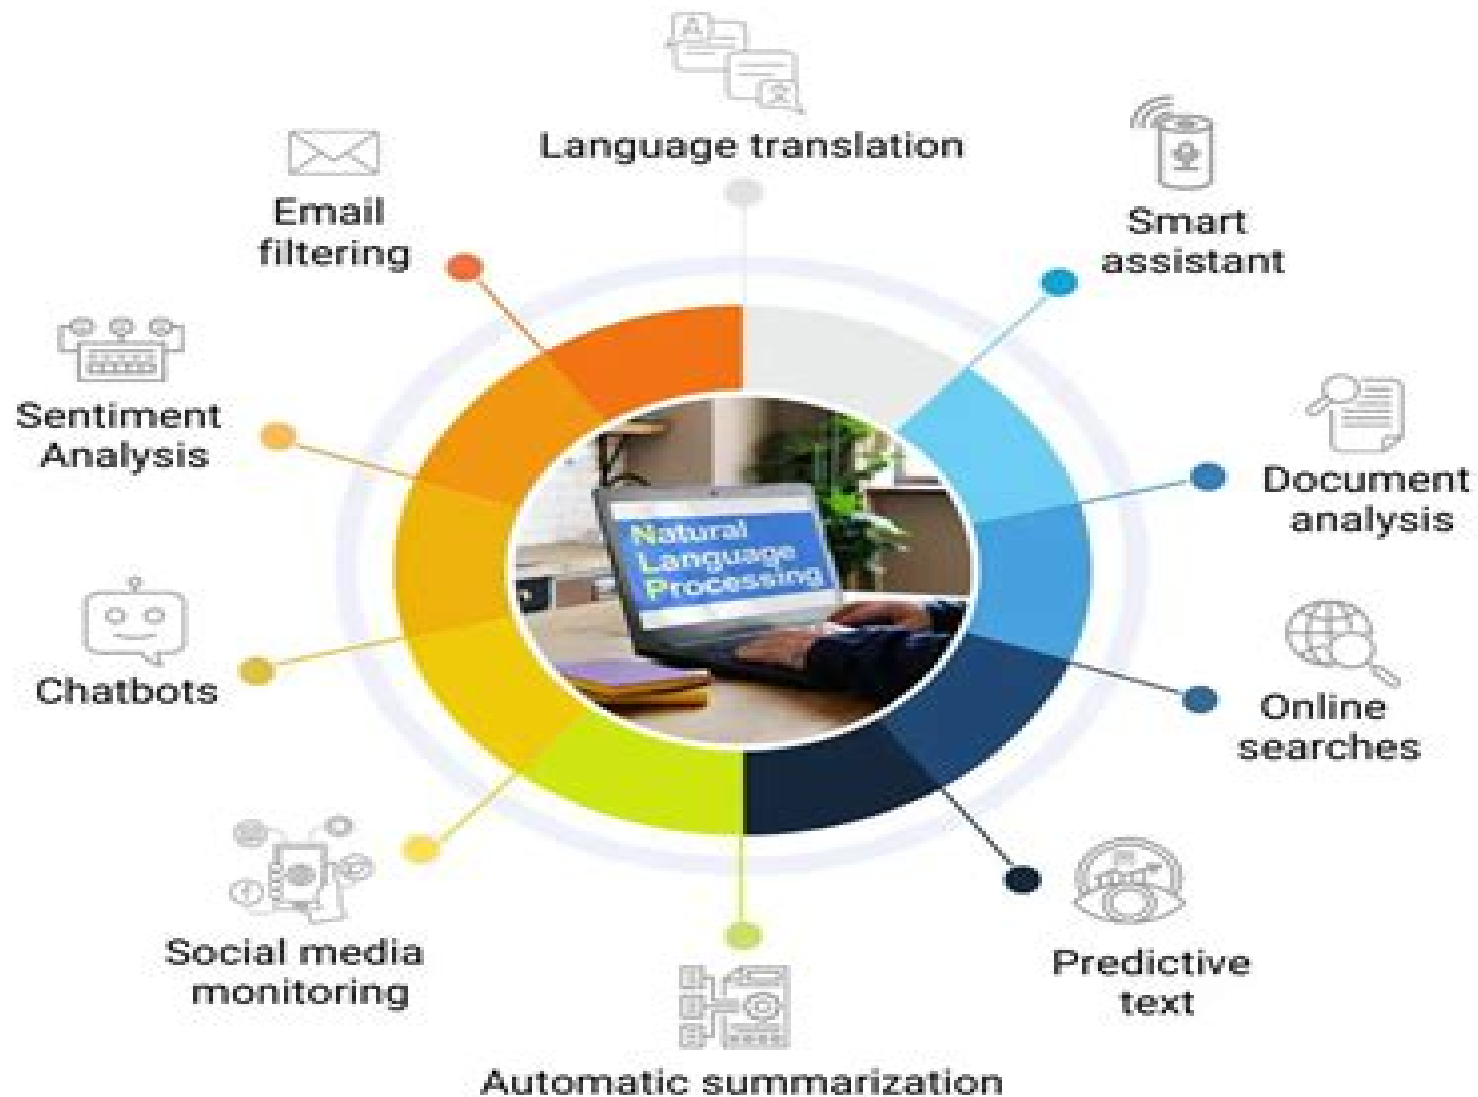 Language translation
Smart
assistant
Document
analysis
Online
searches
Predictive
text
Automatic summarization
Social media
monitoring
Chatbots
Sentiment
Analysis
Email
filtering
Natural
Language
Processing
A
文